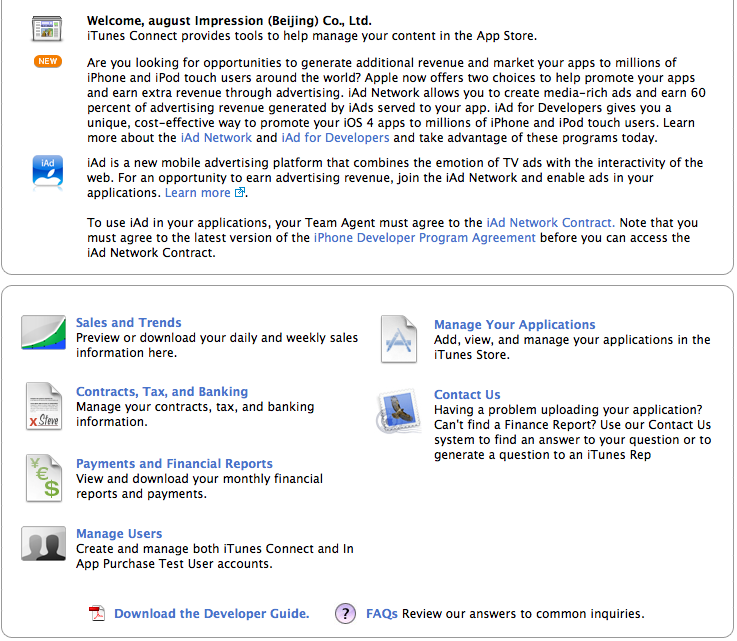 Welcome, august Impression (Beijing) Co., Ltd.
iTunes Connect provides tools to help manage your content in the App Store.
NEW
Are you looking for opportunities to generate additional revenue and market your apps to millions of
iPhone and iPod touch users around the world? Apple now offers two choices to help promote your apps
and earn extra revenue through advertising. iAd Network allows you to create media-rich ads and earn 60
percent of advertising revenue generated by iAds served to your app. iAd for Developers gives you a
unique, cost-effective way to promote your iOS 4 apps to millions of iPhone and iPod touch users. Learn
more about the iAd Network and iAd for Developers and take advantage of these programs today.
iAd
iAd is a new mobile advertising platform that combines the emotion of TV ads with the interactivity of the
web. For an opportunity to earn advertising revenue, join the iAd Network and enable ads in your
applications. Learn more.
To use iAd in your applications, your Team Agent must agree to the iAd Network Contract. Note that you
must agree to the latest version of the iPhone Developer Program Agreement before you can access the
iAd Network Contract.
Sales and Trends
Preview or download your daily and weekly sales
information here.
Contracts, Tax, and Banking
Manage your contracts, tax, and banking
information.
X Steve
Payments and Financial Reports
View and download your monthly financial
reports and payments.
¥
€
$
Manage Users
Create and manage both iTunes Connect and In
App Purchase Test User accounts.
Manage Your Applications
Add, view, and manage your applications in the
iTunes Store.
Contact Us
Having a problem uploading your application?
Can't find a Finance Report? Use our Contact Us
system to find an answer to your question or to
generate a question to an iTunes Rep
Download the Developer Guide.
? FAQs Review our answers to common inquiries.